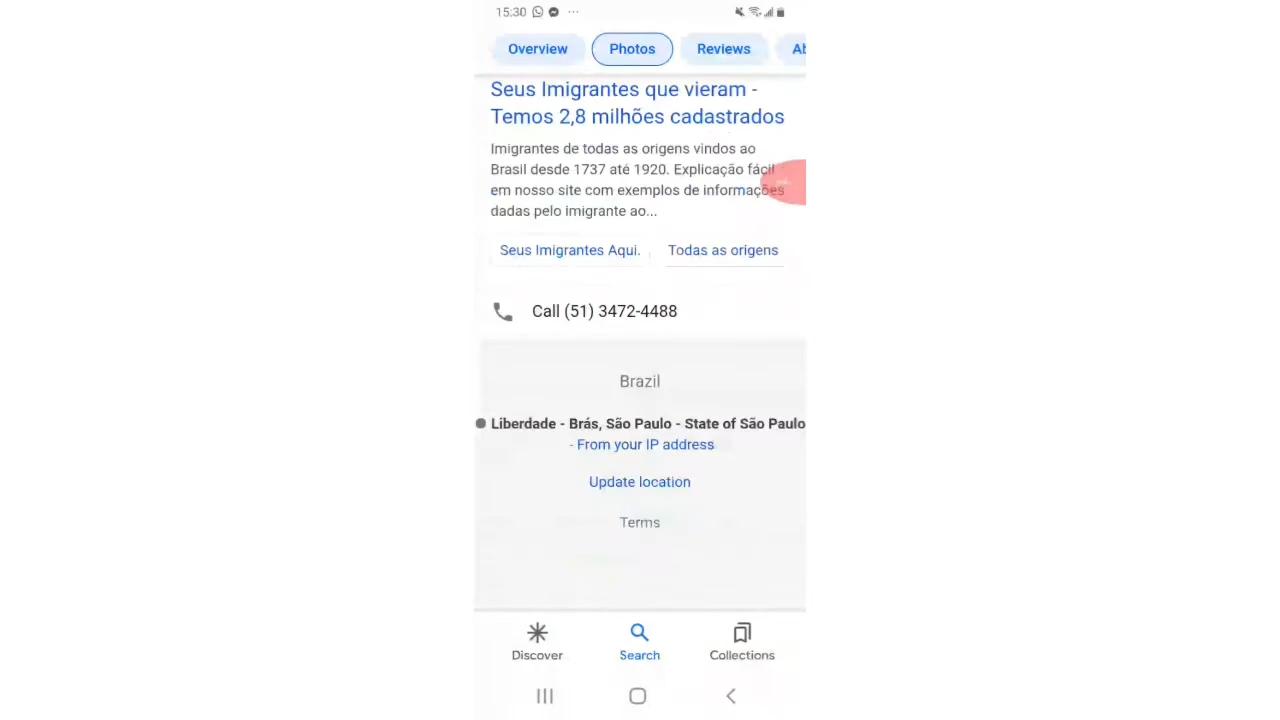 15:30
Overview Photos Reviews Ab
Seus Imigrantes que vieram -
Temos 2,8 milhões cadastrados
Imigrantes de todas as origens vindos ao
Brasil desde 1737 até 1920. Explicação fácil
em nosso site com exemplos de informações
dadas pelo imigrante ao...
Seus Imigrantes Aqui. Todas as origens
Call (51) 3472-4488
Brazil
Liberdade - Brás, São Paulo - State of São Paulo
- From your IP address
Update location
Terms
Discover Search Collections